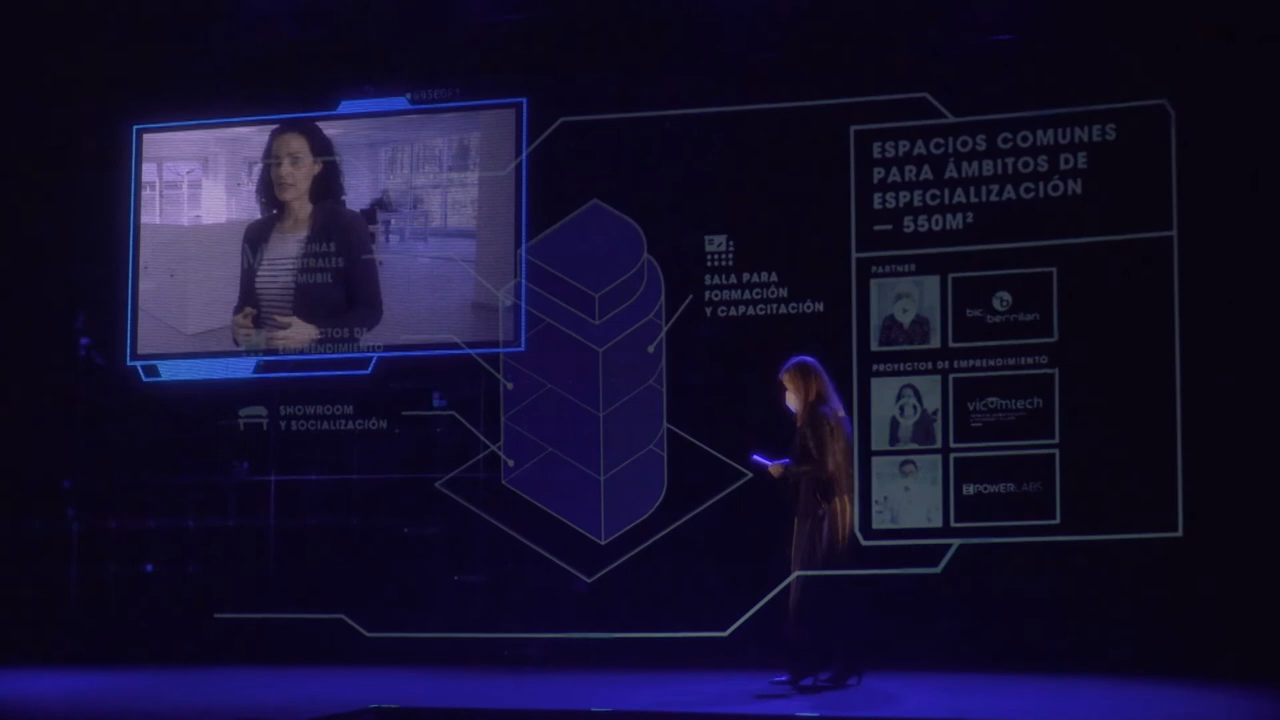 ESPACIOS COMUNES
PARA ÁMBITOS DE
ESPECIALIZACIÓN
— 550M²
PARTNER
bic
berrilan
PROYECTOS DE EMPRENDIMIENTO
vicomtech
POWERLABS
SALA PARA
FORMACIÓN
Y CAPACITACIÓN
EMPRENDIMIENTO
SHOWROOM
Y SOCIALIZACIÓN